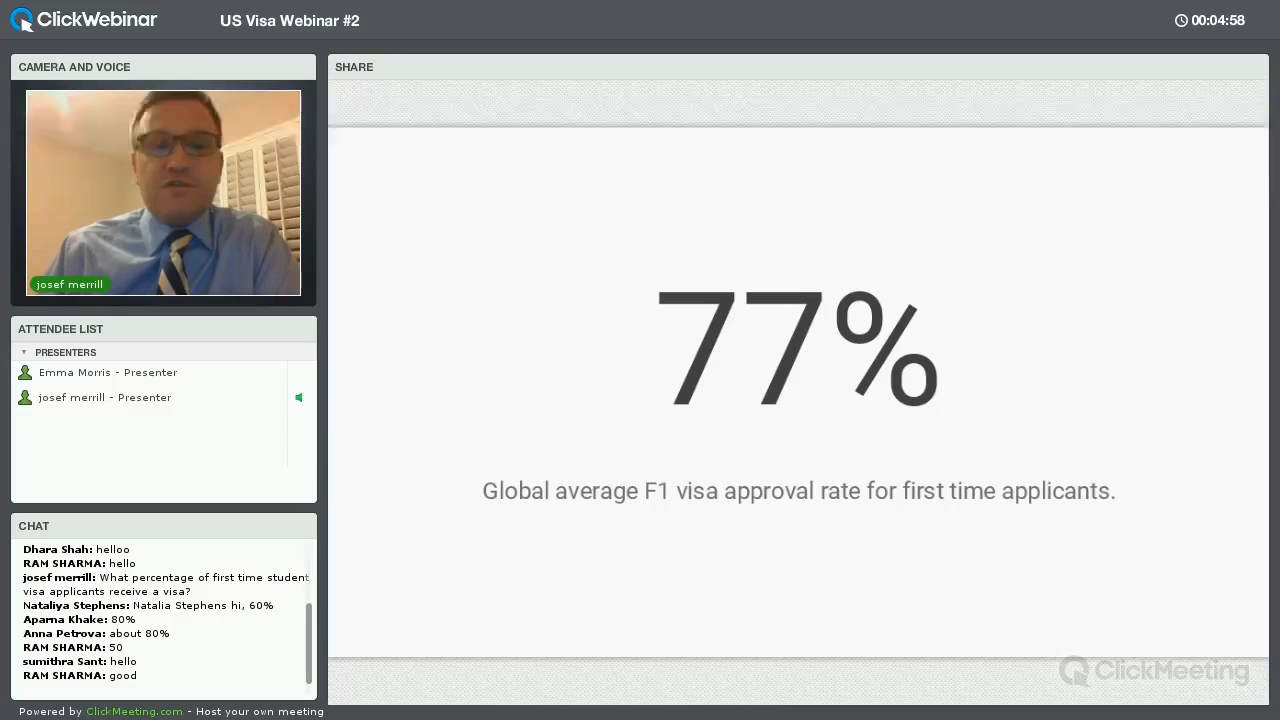 ClickWebinar
US Visa Webinar #2
00:04:58
CAMERA AND VOICE
josef merrill
ATTENDEE LIST
PRESENTERS
Emma Morris - Presenter
josef merrill - Presenter
CHAT
Dhara Shah: helloo
RAM SHARMA: hello
josef merrill: What percentage of first time student
visa applicants receive a visa?
Nataliya Stephens: Natalia Stephens hi, 60%
Aparna Khake: 80%
Anna Petrova: about 80%
RAM SHARMA: 50
sumithra Sant: hello
RAM SHARMA: good
Powered by ClickMeeting.com - Host your own meeting
SHARE
77%
Global average F1 visa approval rate for first time applicants.
ClickMeeting